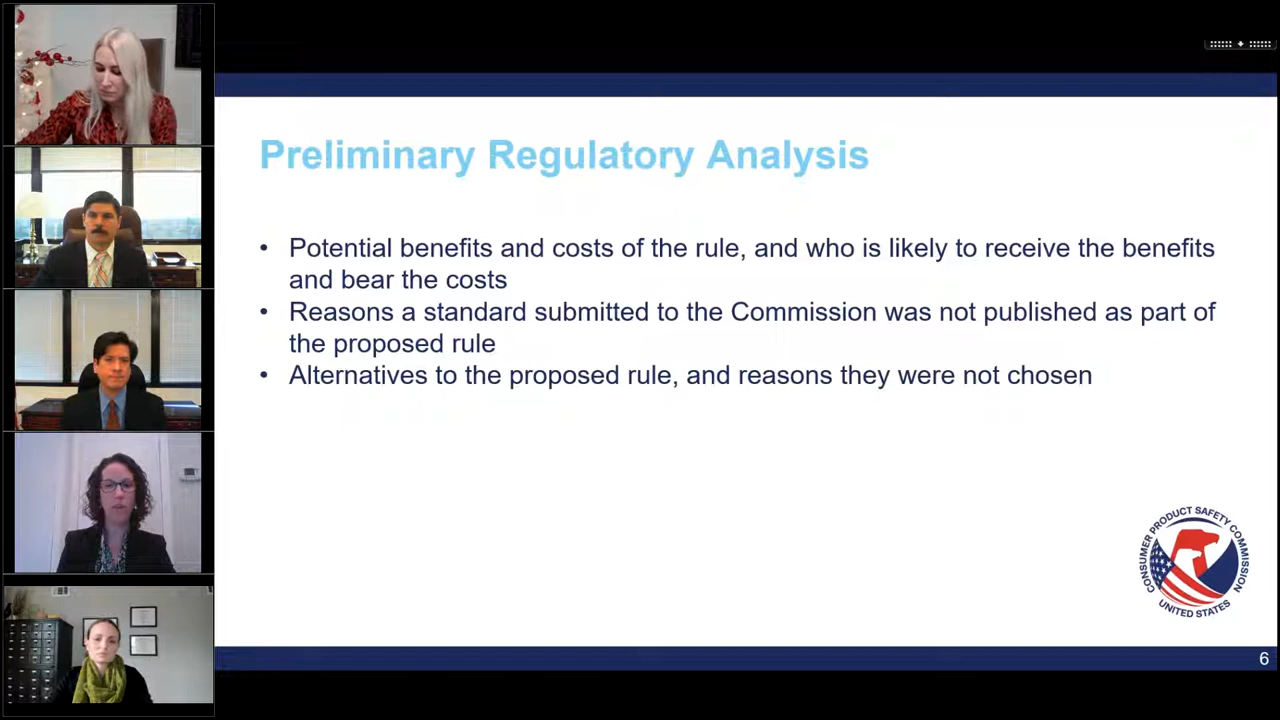 Preliminary Regulatory Analysis
• Potential benefits and costs of the rule, and who is likely to receive the benefits
and bear the costs
• Reasons a standard submitted to the Commission was not published as part of
the proposed rule
• Alternatives to the proposed rule, and reasons they were not chosen
CONSUMER PRODUCT SAFETY COMMISSION
UNITED STATES
6